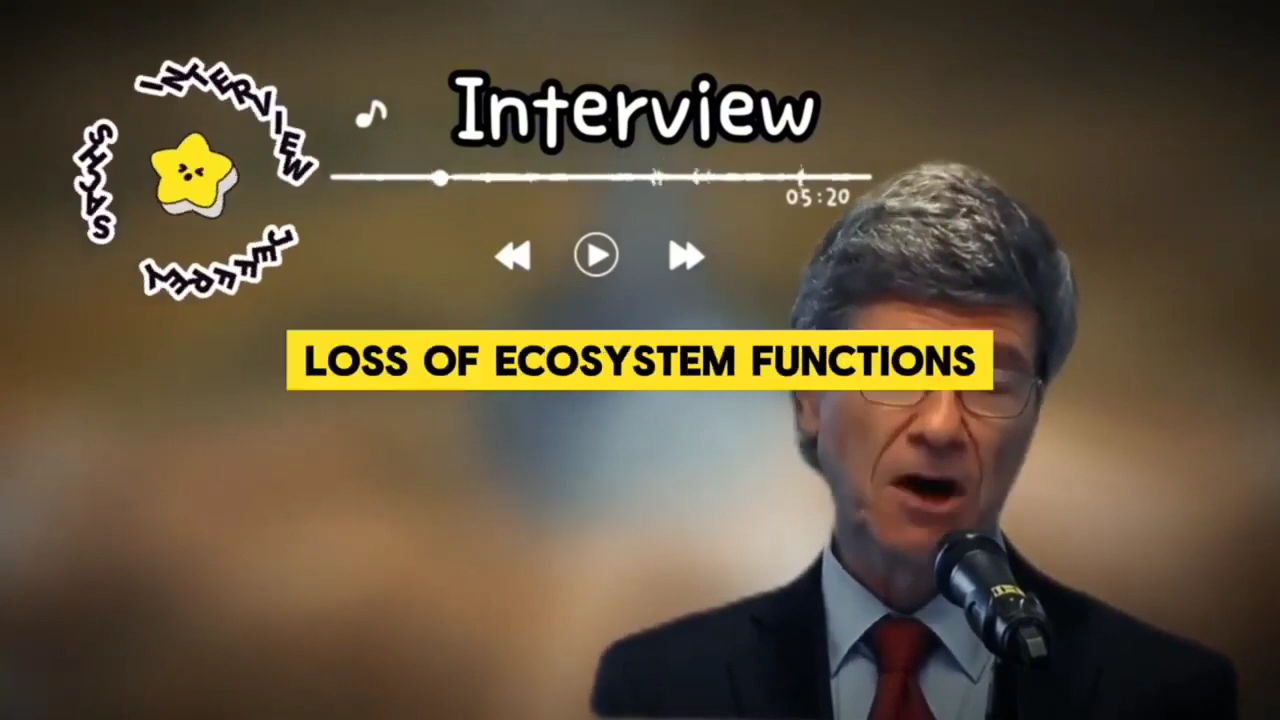 INTERVIEW
JEFFREY
SACHS
Interview
05:20
LOSS OF ECOSYSTEM FUNCTIONS